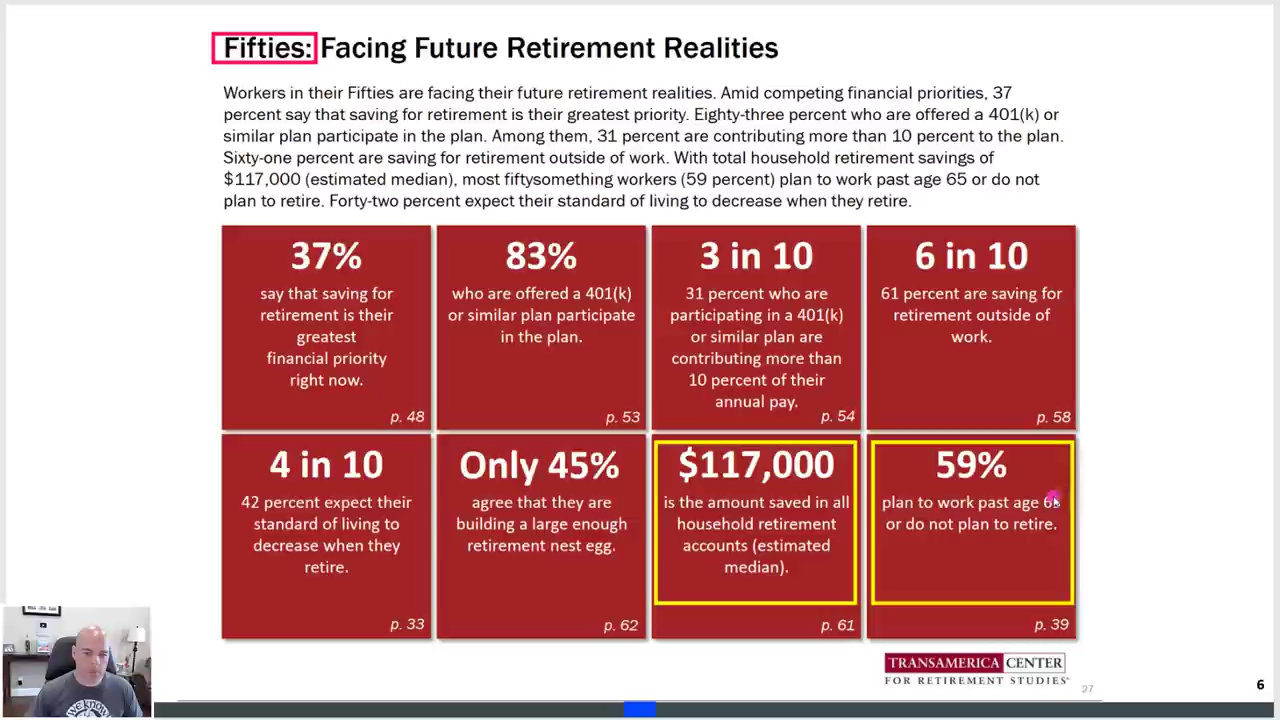 Fifties: Facing Future Retirement Realities
Workers in their Fifties are facing their future retirement realities. Amid competing financial priorities, 37
percent say that saving for retirement is their greatest priority. Eighty-three percent who are offered a 401(k) or
similar plan participate in the plan. Among them, 31 percent are contributing more than 10 percent to the plan.
Sixty-one percent are saving for retirement outside of work. With total household retirement savings of
$117,000 (estimated median), most fiftysomething workers (59 percent) plan to work past age 65 or do not
plan to retire. Forty-two percent expect their standard of living to decrease when they retire.
37%
say that saving for
retirement is their
greatest
financial priority
right now.
p. 48
83%
who are offered a 401(k)
or similar plan participate
in the plan.
p. 53
3 in 10
31 percent who are
participating in a 401(k)
or similar plan are
contributing more than
10 percent of their
annual pay.
p. 54
6 in 10
61 percent are saving for
retirement outside of
work.
p. 58
4 in 10
42 percent expect their
standard of living to
decrease when they
retire.
p. 33
Only 45%
agree that they are
building a large enough
retirement nest egg.
p. 62
$117,000
is the amount saved in all
household retirement
accounts (estimated
median).
p. 61
59%
plan to work past age 65
or do not plan to retire.
p. 39
TRANSAMERICA CENTER
FOR RETIREMENT STUDIES®
27
6